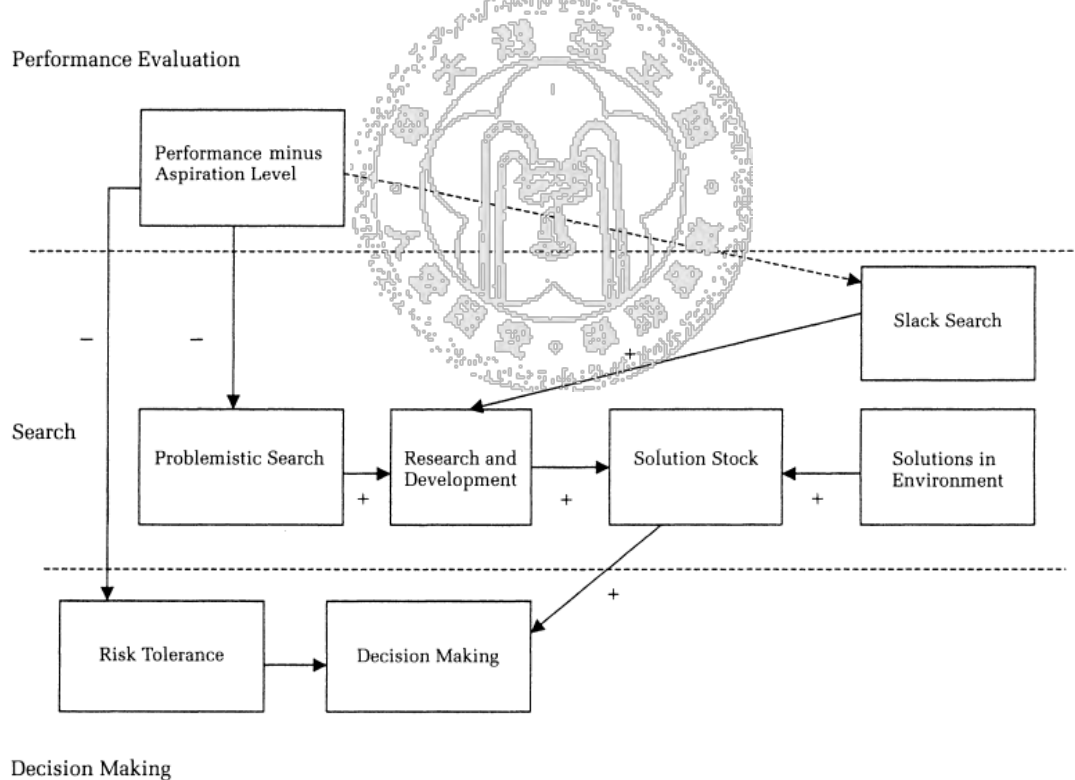 Performance Evaluation
Performance minus
Aspiration Level
Slack Search
−
−
+
Search
Problemistic Search
Research and
Development
Solution Stock
Solutions in
Environment
+
+
+
+
Risk Tolerance
Decision Making
Decision Making